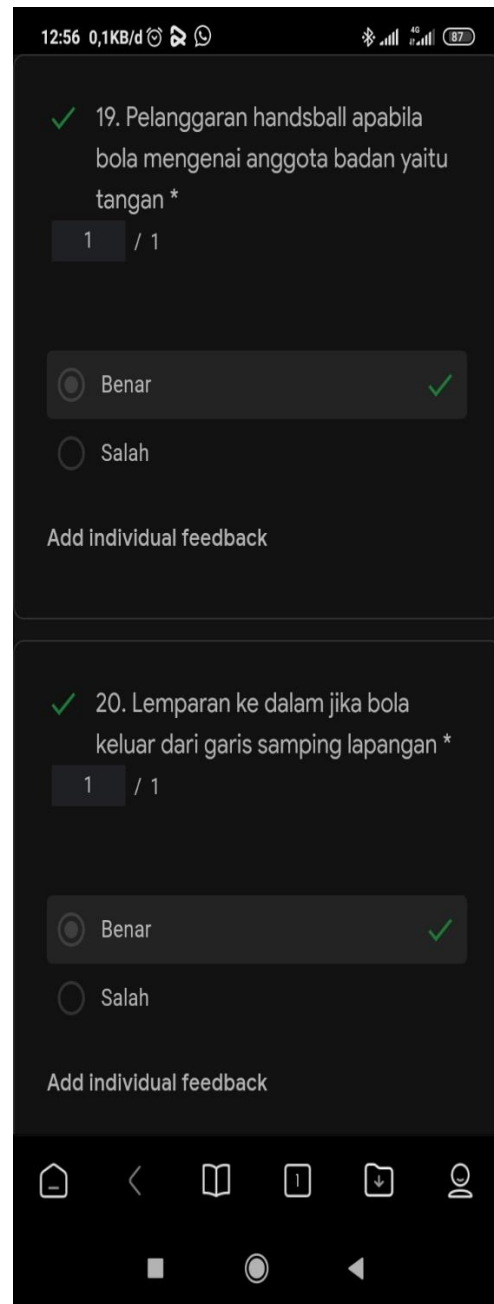 12:56 0,1KB/d 4G 87
19. Pelanggaran handsball apabila
bola mengenai anggota badan yaitu
tangan *
1 / 1
Benar
Salah
Add individual feedback
20. Lemparan ke dalam jika bola
keluar dari garis samping lapangan *
1 / 1
Benar
Salah
Add individual feedback
1